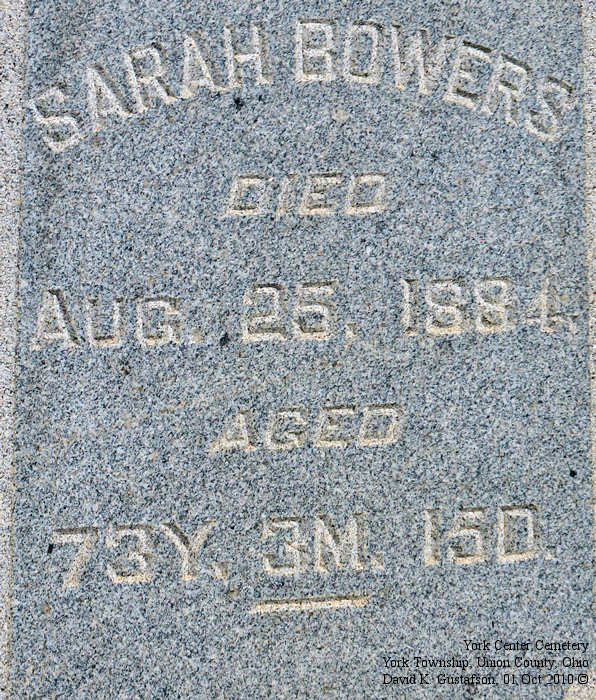 SARAH BOWERS
DIED
AUG. 25, 1884.
AGED
73Y, 3M. 15D.
York Center Cemetery
York Township, Union County, Ohio
David K. Gustafson, 01 Oct 2010 ©